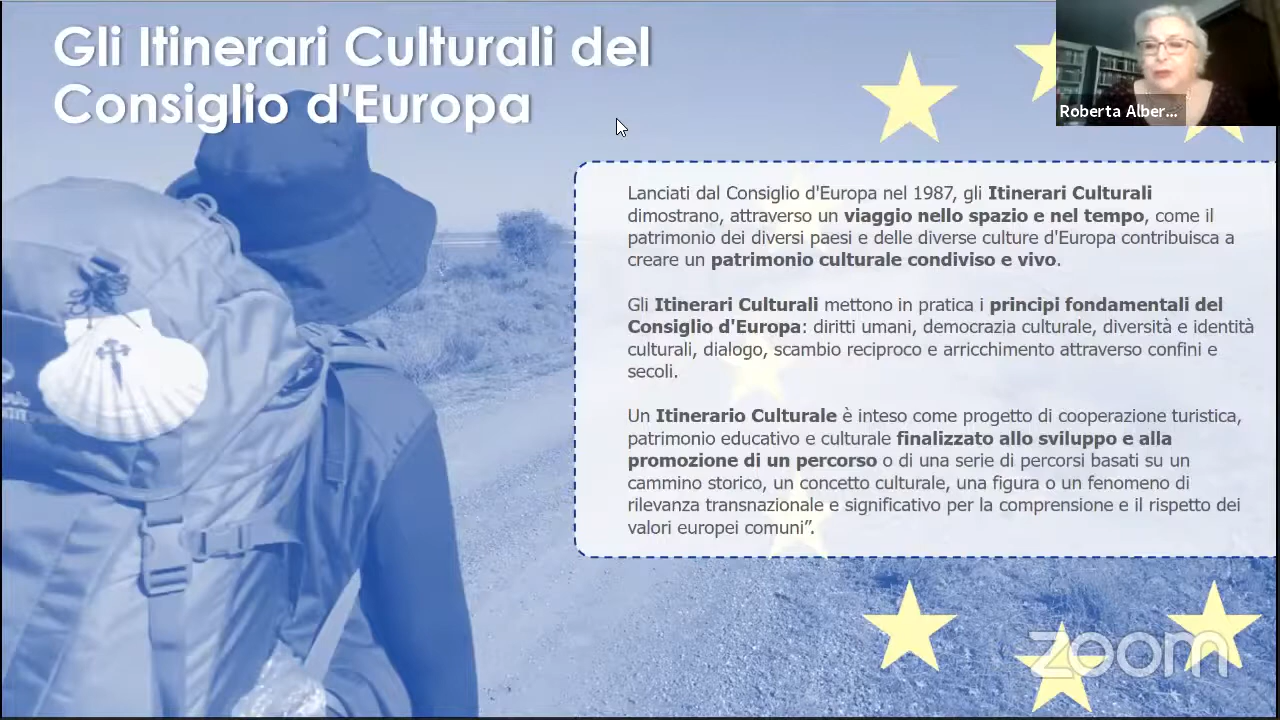 Gli Itinerari Culturali del
Consiglio d'Europa
Roberta Alber...
Lanciati dal Consiglio d'Europa nel 1987, gli Itinerari Culturali
dimostrano, attraverso un viaggio nello spazio e nel tempo, come il
patrimonio dei diversi paesi e delle diverse culture d'Europa contribuisca a
creare un patrimonio culturale condiviso e vivo.
Gli Itinerari Culturali mettono in pratica i principi fondamentali del
Consiglio d'Europa: diritti umani, democrazia culturale, diversità e identità
culturali, dialogo, scambio reciproco e arricchimento attraverso confini e
secoli.
Un Itinerario Culturale è inteso come progetto di cooperazione turistica,
patrimonio educativo e culturale finalizzato allo sviluppo e alla
promozione di un percorso o di una serie di percorsi basati su un
cammino storico, un concetto culturale, una figura o un fenomeno di
rilevanza transnazionale e significativo per la comprensione e il rispetto dei
valori europei comuni”.
zoom